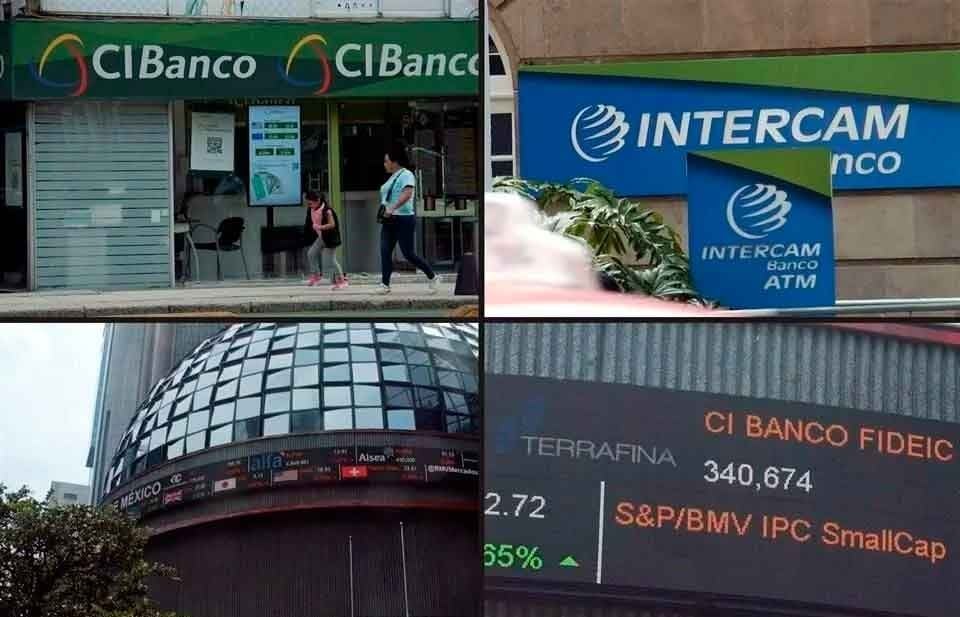 CIBanco CIBanco
INTERCAM
nco
INTERCAM
Banco
ATM
E MÉXICO
alfa
Alsea
@BMVMercados
CI BANCO FIDEIC
TERRAFINA
340,674
2.72
S&P/BMV IPC SmallCap
65%